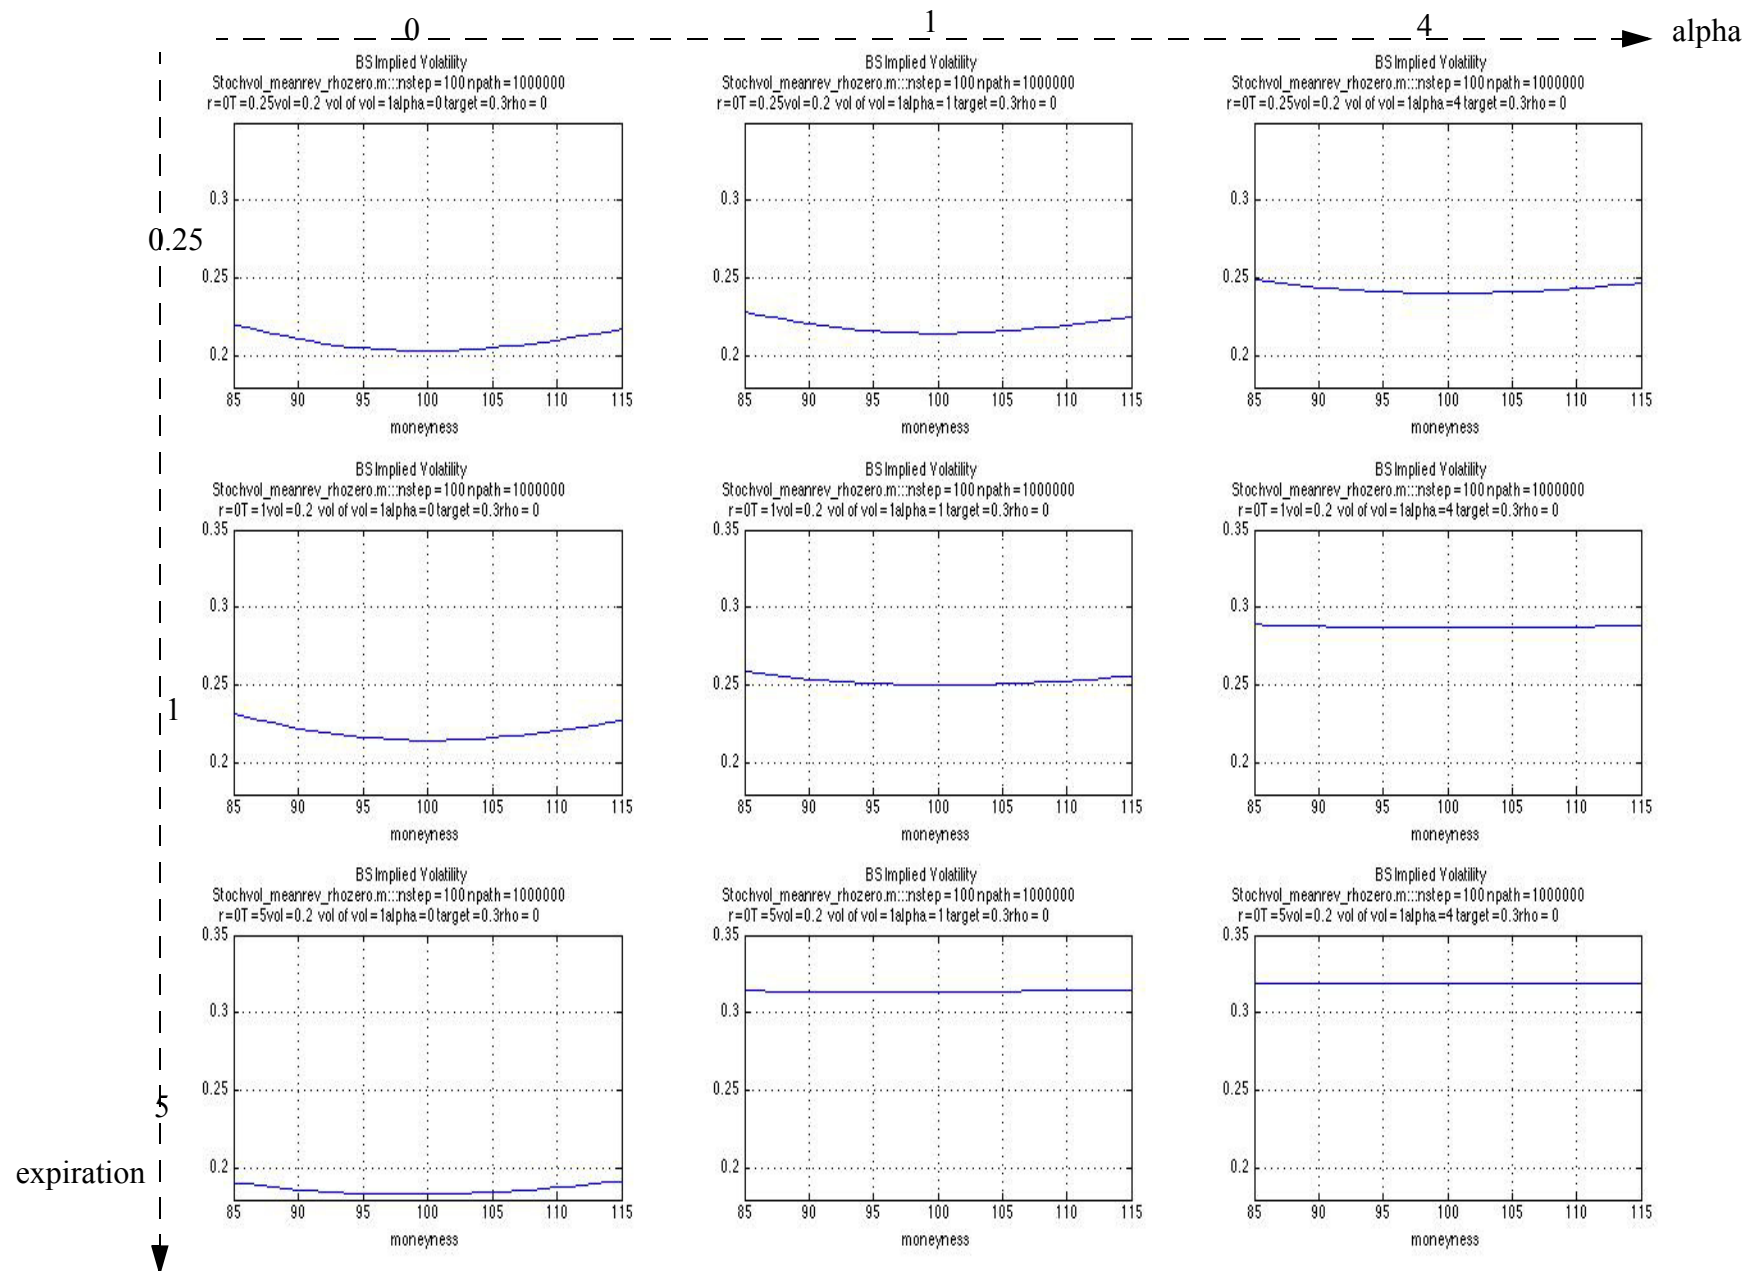 0 1 4 alpha
BS Implied Volatility
Stochvol_meanrev_rhozero.m:::nstep=100 npath=1000000
r=0T=0.25vol=0.2 vol of vol=1alpha=0 target=0.3rho = 0
0.3
0.25
0.2
85 90 95 100 105 110 115
moneyness
BS Implied Volatility
Stochvol_meanrev_rhozero.m:::nstep=100 npath=1000000
r=0T=0.25vol=0.2 vol of vol=1alpha=1 target=0.3rho = 0
0.3
0.25
0.2
85 90 95 100 105 110 115
moneyness
BS Implied Volatility
Stochvol_meanrev_rhozero.m:::nstep=100 npath=1000000
r=0T=0.25vol=0.2 vol of vol=1alpha=4 target=0.3rho = 0
0.3
0.25
0.2
85 90 95 100 105 110 115
moneyness
0.25
BS Implied Volatility
Stochvol_meanrev_rhozero.m:::nstep=100 npath=1000000
r=0T=1vol=0.2 vol of vol=1alpha=0 target=0.3rho = 0
0.35
0.3
0.25
0.2
85 90 95 100 105 110 115
moneyness
BS Implied Volatility
Stochvol_meanrev_rhozero.m:::nstep=100 npath=1000000
r=0T=1vol=0.2 vol of vol=1alpha=1 target=0.3rho = 0
0.35
0.3
0.25
0.2
85 90 95 100 105 110 115
moneyness
BS Implied Volatility
Stochvol_meanrev_rhozero.m:::nstep=100 npath=1000000
r=0T=1vol=0.2 vol of vol=1alpha=4 target=0.3rho = 0
0.35
0.3
0.25
0.2
85 90 95 100 105 110 115
moneyness
1
BS Implied Volatility
Stochvol_meanrev_rhozero.m:::nstep=100 npath=1000000
r=0T=5vol=0.2 vol of vol=1alpha=0 target=0.3rho = 0
0.35
0.3
0.25
0.2
85 90 95 100 105 110 115
moneyness
BS Implied Volatility
Stochvol_meanrev_rhozero.m:::nstep=100 npath=1000000
r=0T=5vol=0.2 vol of vol=1alpha=1 target=0.3rho = 0
0.35
0.3
0.25
0.2
85 90 95 100 105 110 115
moneyness
BS Implied Volatility
Stochvol_meanrev_rhozero.m:::nstep=100 npath=1000000
r=0T=5vol=0.2 vol of vol=1alpha=4 target=0.3rho = 0
0.35
0.3
0.25
0.2
85 90 95 100 105 110 115
moneyness
5
expiration